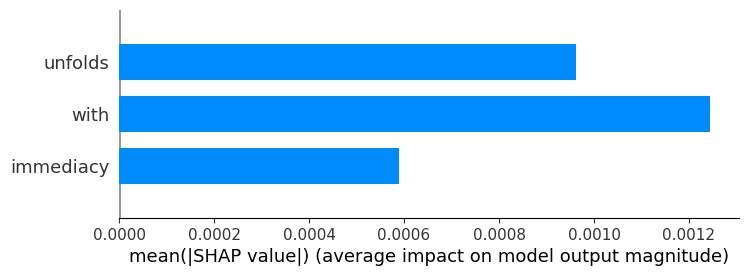 unfolds
with
immediacy
0.0000 0.0002 0.0004 0.0006 0.0008 0.0010 0.0012
mean(|SHAP value|) (average impact on model output magnitude)